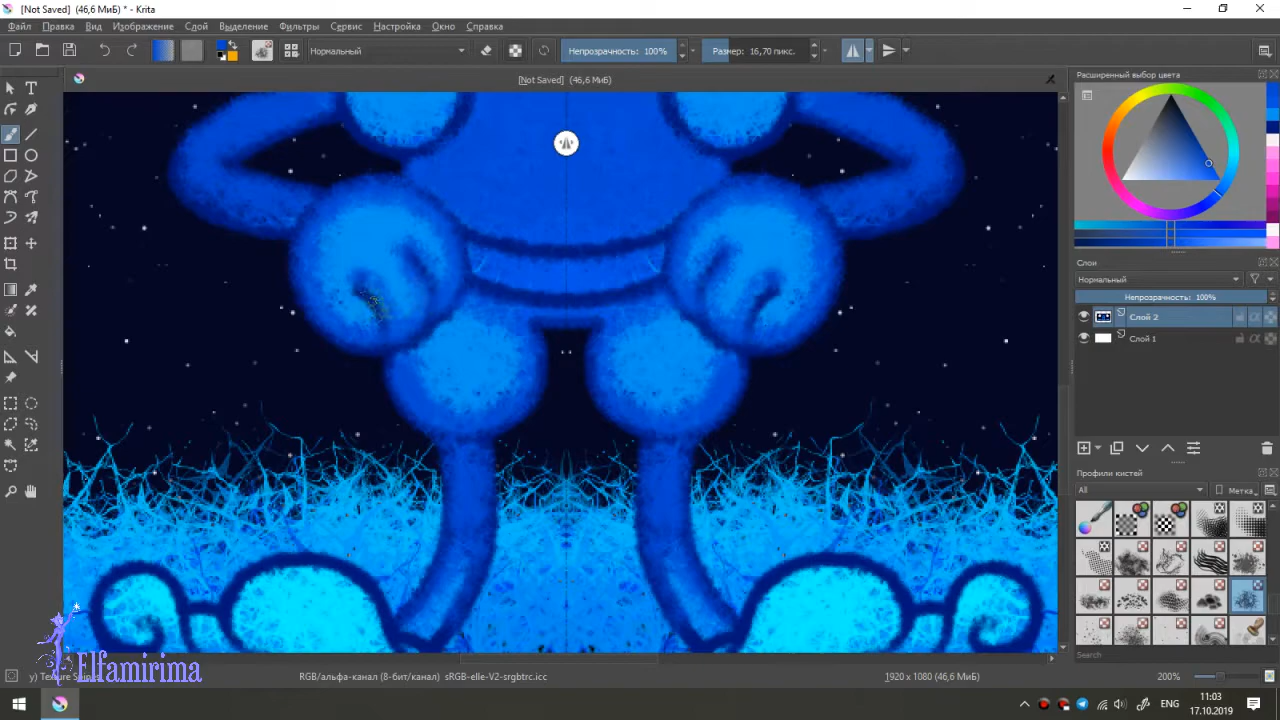 [Not Saved] (46,6 МиБ) * - Krita
Файл Правка Вид Изображение Слой Выделение Фильтры Сервис Настройка Окно Справка
Нормальный Непрозрачность: 100% Размер: 16,70 пикс.
[Not Saved] (46,6 МиБ)
Расширенный выбор цвета
Слои
Нормальный
Непрозрачность: 100%
Слой 2
Слой 1
Профили кистей
All Метка
Search
Elfamirima
RGB/альфа-канал (8-бит/канал) sRGB-elle-V2-srgbtrc.icc 1920 x 1080 (46,6 МиБ) 200%
ENG 11:03
17.10.2019